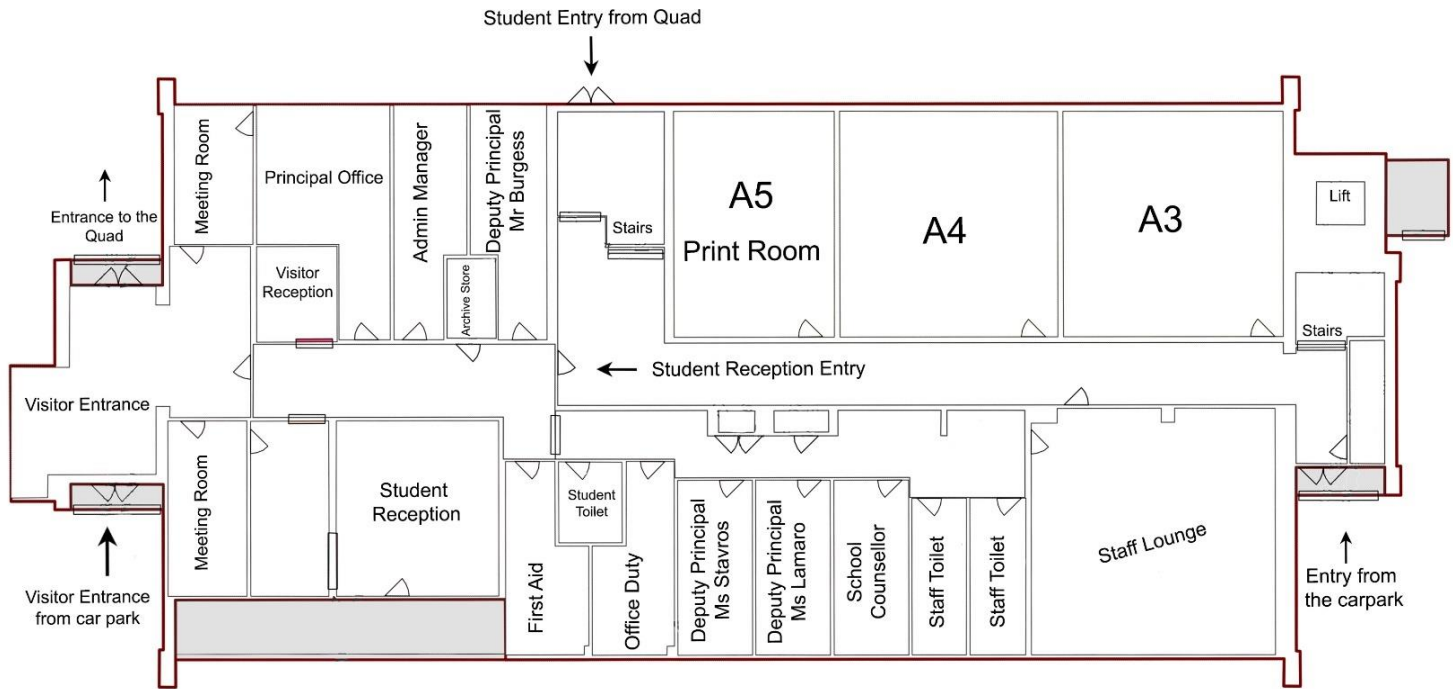 Student Entry from Quad
Meeting Room
Principal Office
Admin Manager
Deputy Principal
Mr Burgess
Stairs
A5
Print Room
A4
A3
Lift
Entrance to the
Quad
Visitor
Reception
Archive Store
Stairs
Student Reception Entry
Visitor Entrance
Meeting Room
Student
Reception
First Aid
Student
Toilet
Office Duty
Deputy Principal
Ms Stavros
Deputy Principal
Ms Lamaro
School
Counsellor
Staff Toilet
Staff Toilet
Staff Lounge
Visitor Entrance
from car park
Entry from
the carpark